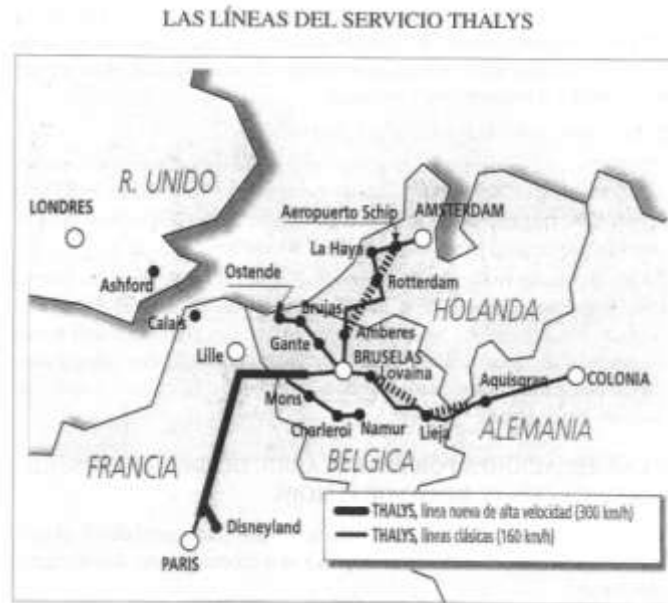 LAS LÍNEAS DEL SERVICIO THALYS
R. UNIDO
LONDRES
Ashford
Aeropuerto Schip
AMSTERDAM
La Haya
Rotterdam
HOLANDA
Ostende
Brujas
Calais
Gante
Amberes
Lille
BRUSELAS
Lovaina
Aquisgran
COLONIA
Mons
Charleroi
Namur
Lieja
ALEMANIA
FRANCIA
BELGICA
Disneyland
PARIS
THALYS, línea nueva de alta velocidad (300 km/h)
THALYS, líneas clásicas (160 km/h)